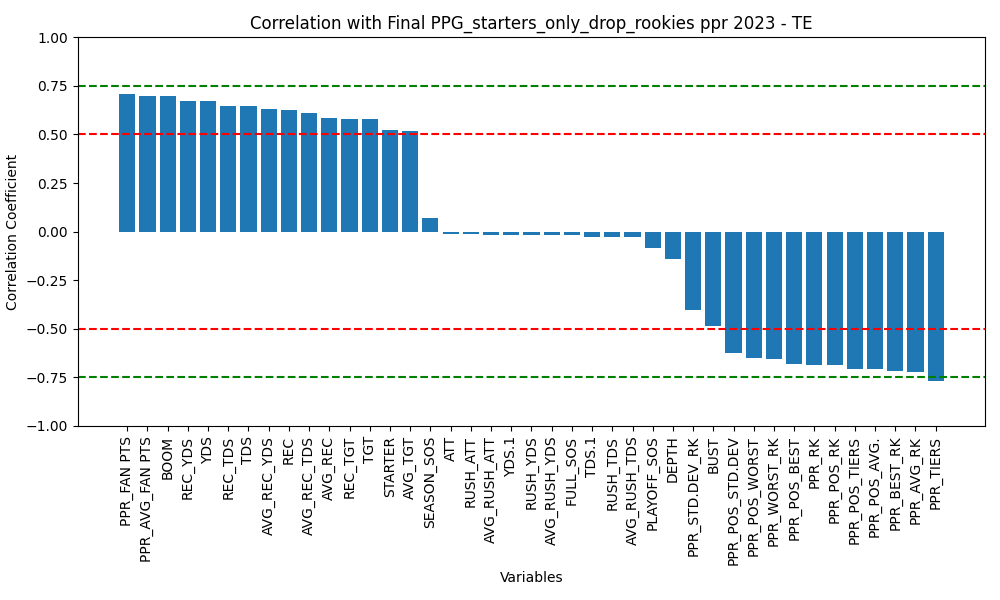 Correlation with Final PPG_starters_only_drop_rookies ppr 2023 - TE
Correlation Coefficient
1.00
0.75
0.50
0.25
0.00
−0.25
−0.50
−0.75
−1.00
PPR_FAN PTS
PPR_AVG_FAN PTS
BOOM
REC_YDS
YDS
REC_TDS
TDS
AVG_REC_YDS
REC
AVG_REC_TDS
AVG_REC
REC_TGT
TGT
STARTER
AVG_TGT
SEASON_SOS
ATT
RUSH_ATT
AVG_RUSH_ATT
YDS.1
RUSH_YDS
AVG_RUSH_YDS
FULL_SOS
TDS.1
RUSH_TDS
AVG_RUSH_TDS
PLAYOFF_SOS
DEPTH
PPR_STD.DEV_RK
BUST
PPR_POS_STD.DEV
PPR_POS_WORST
PPR_WORST_RK
PPR_POS_BEST
PPR_RK
PPR_POS_RK
PPR_POS_TIERS
PPR_POS_AVG.
PPR_BEST_RK
PPR_AVG_RK
PPR_TIERS
Variables